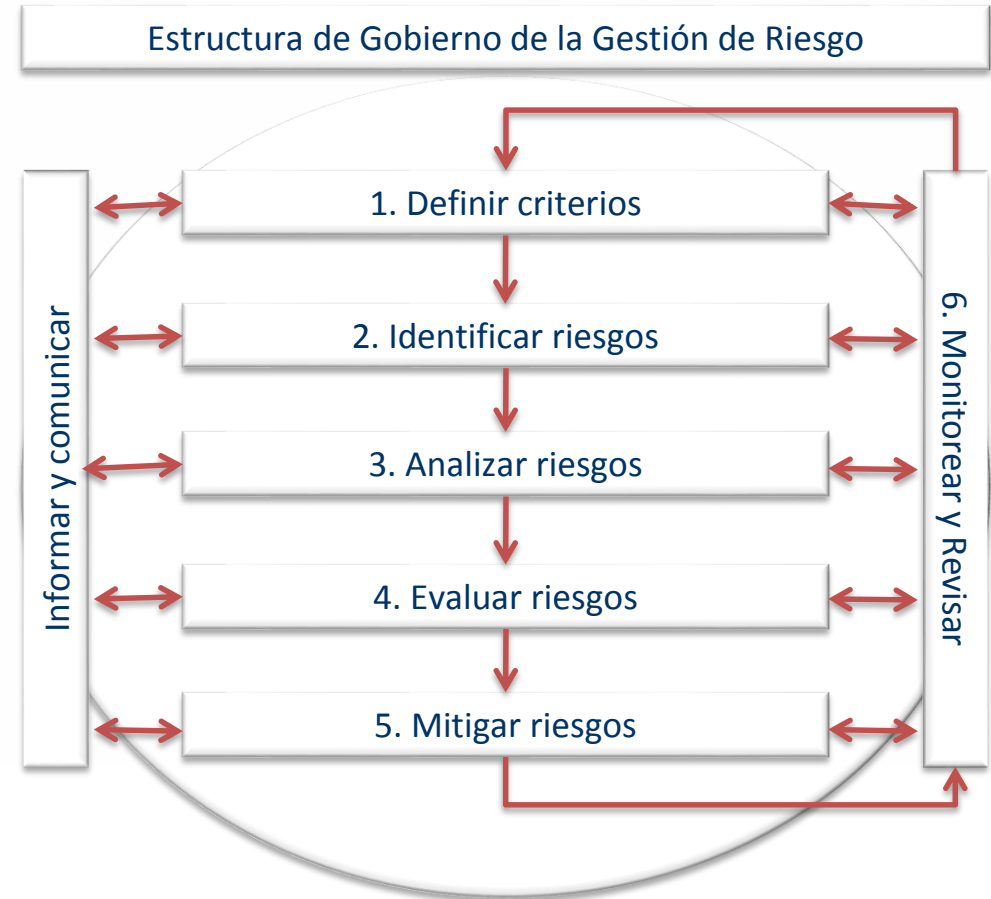 Estructura de Gobierno de la Gestión de Riesgo
Informar y comunicar
1. Definir criterios
2. Identificar riesgos
3. Analizar riesgos
4. Evaluar riesgos
5. Mitigar riesgos
6. Monitorear y Revisar